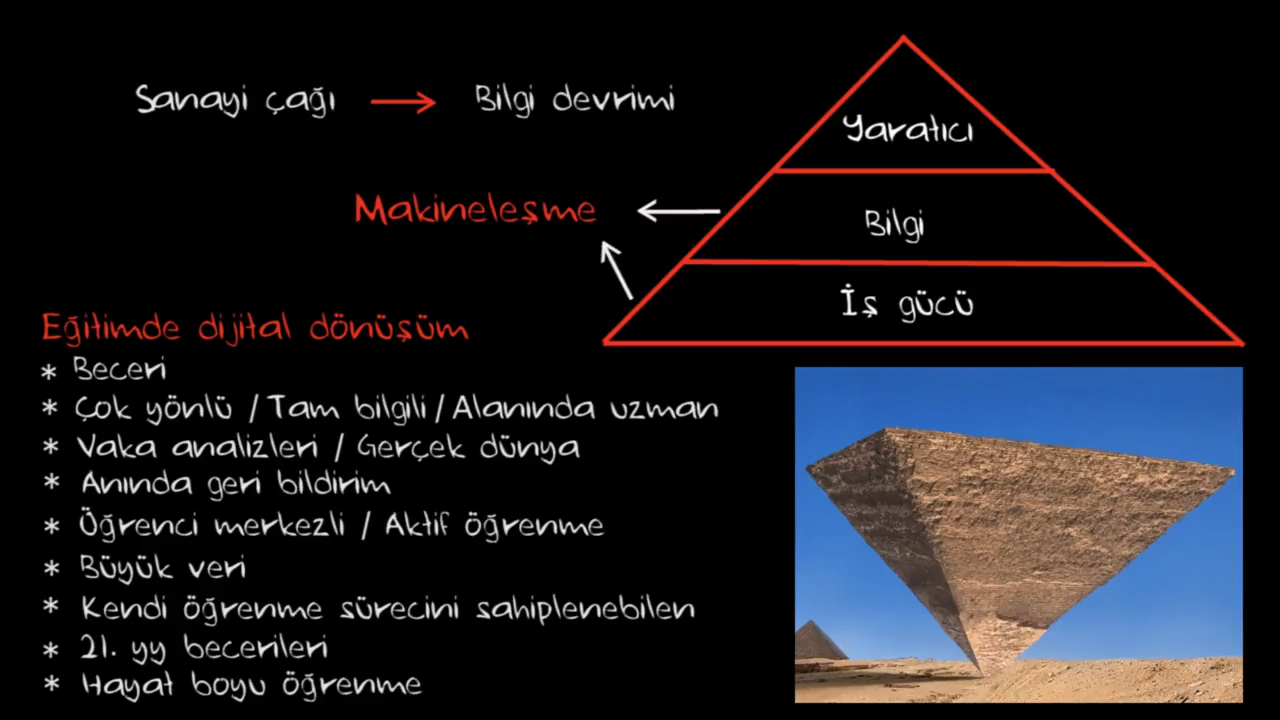 Sanayi çağı → Bilgi devrimi
Yaratıcı
Makineleşme
Bilgi
İş gücü
Eğitimde dijital dönüşüm
* Beceri
* Çok yönlü / Tam bilgili / Alanında uzman
* Vaka analizleri / Gerçek dünya
* Anında geri bildirim
* Öğrenci merkezli / Aktif öğrenme
* Büyük veri
* Kendi öğrenme sürecini sahiplenebilen
* 21. yy becerileri
* Hayat boyu öğrenme